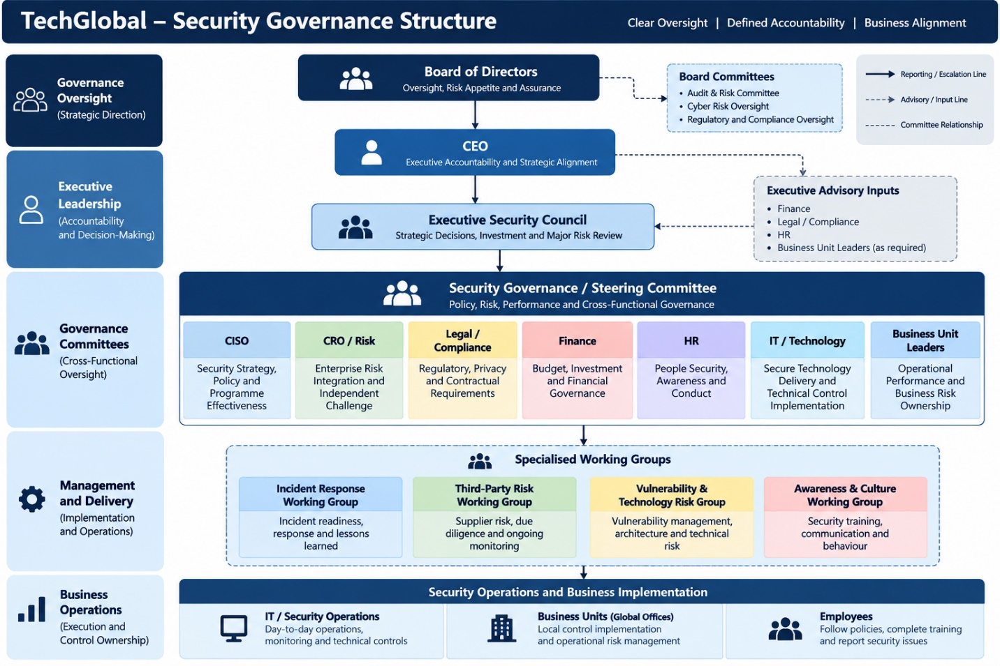 TechGlobal – Security Governance Structure
Clear Oversight | Defined Accountability | Business Alignment
Governance
Oversight
(Strategic Direction)
Board of Directors
Oversight, Risk Appetite and Assurance
Board Committees
• Audit & Risk Committee
• Cyber Risk Oversight
• Regulatory and Compliance Oversight
Reporting / Escalation Line
Advisory / Input Line
Committee Relationship
Executive
Leadership
(Accountability
and Decision-Making)
CEO
Executive Accountability and Strategic Alignment
Executive Security Council
Strategic Decisions, Investment and Major Risk Review
Executive Advisory Inputs
• Finance
• Legal / Compliance
• HR
• Business Unit Leaders (as required)
Governance
Committees
(Cross-Functional
Oversight)
Security Governance / Steering Committee
Policy, Risk, Performance and Cross-Functional Governance
CISO
Security Strategy,
Policy and
Programme
Effectiveness
CRO / Risk
Enterprise Risk
Integration and
Independent
Challenge
Legal /
Compliance
Regulatory, Privacy
and Contractual
Requirements
Finance
Budget, Investment
and Financial
Governance
HR
People Security,
Awareness and
Conduct
IT / Technology
Secure Technology
Delivery and
Technical Control
Implementation
Business Unit
Leaders
Operational
Performance and
Business Risk
Ownership
Management
and Delivery
(Implementation
and Operations)
Specialised Working Groups
Incident Response
Working Group
Incident readiness,
response and lessons
learned
Third-Party Risk
Working Group
Supplier risk, due
diligence and ongoing
monitoring
Vulnerability &
Technology Risk Group
Vulnerability management,
architecture and technical
risk
Awareness & Culture
Working Group
Security training,
communication and
behaviour
Business
Operations
(Execution and
Control Ownership)
Security Operations and Business Implementation
IT / Security Operations
Day-to-day operations,
monitoring and technical controls
Business Units (Global Offices)
Local control implementation
and operational risk management
Employees
Follow policies, complete training
and report security issues